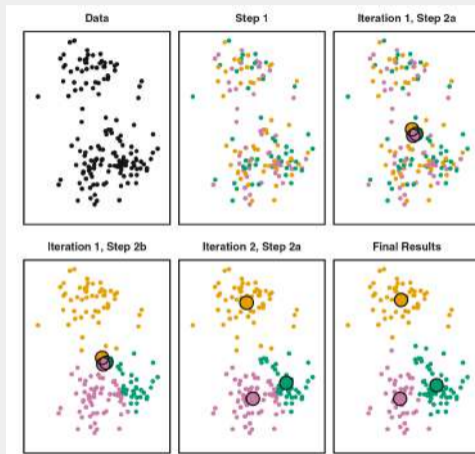 Data
Step 1
Iteration 1, Step 2a
Iteration 1, Step 2b
Iteration 2, Step 2a
Final Results